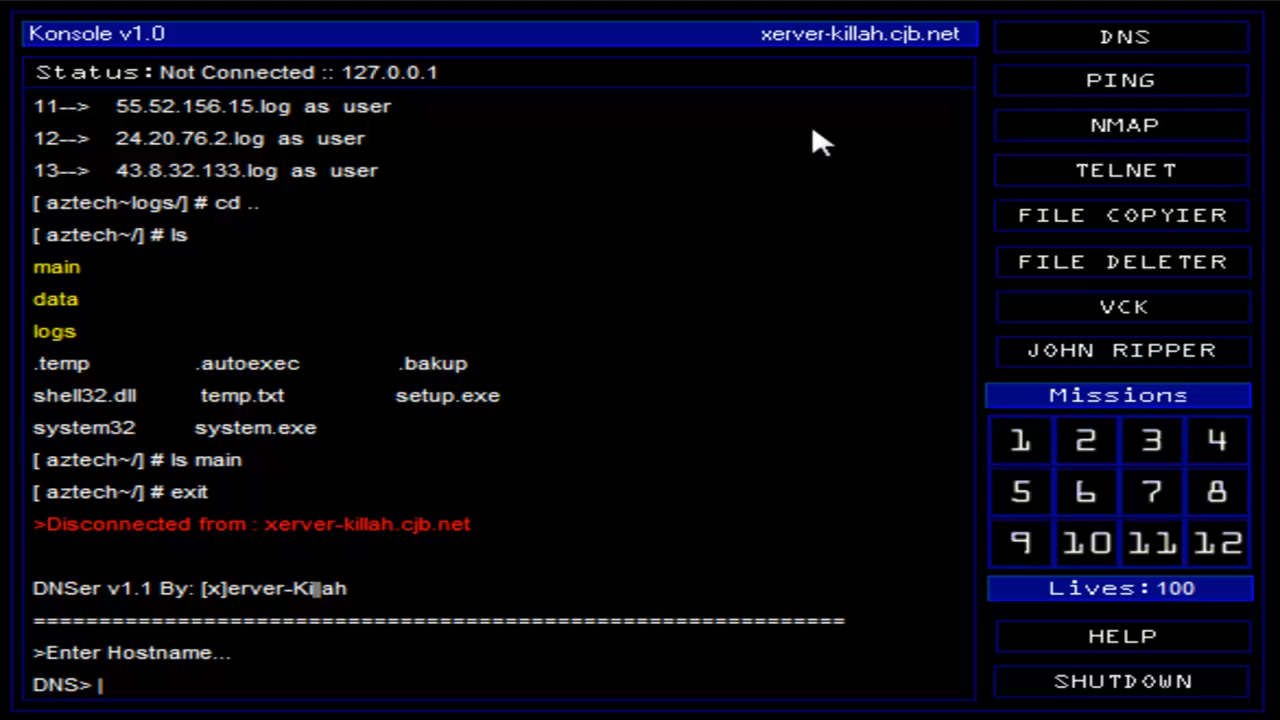 Konsole v1.0 xerver-killah.cjb.net
Status: Not Connected :: 127.0.0.1
11--> 55.52.156.15.log as user
12--> 24.20.76.2.log as user
13--> 43.8.32.133.log as user
[ aztech~logs/] # cd ..
[ aztech~/] # ls
main
data
logs
.temp .autoexec .bakup
shell32.dll temp.txt setup.exe
system32 system.exe
[ aztech~/] # ls main
[ aztech~/] # exit
>Disconnected from : xerver-killah.cjb.net
DNSer v1.1 By: [x]erver-Killah
==============================================================
>Enter Hostname...
DNS> |
DNS
PING
NMAP
TELNET
FILE COPYIER
FILE DELETER
VCK
JOHN RIPPER
Missions
1 2 3 4
5 6 7 8
9 10 11 12
Lives:100
HELP
SHUTDOWN